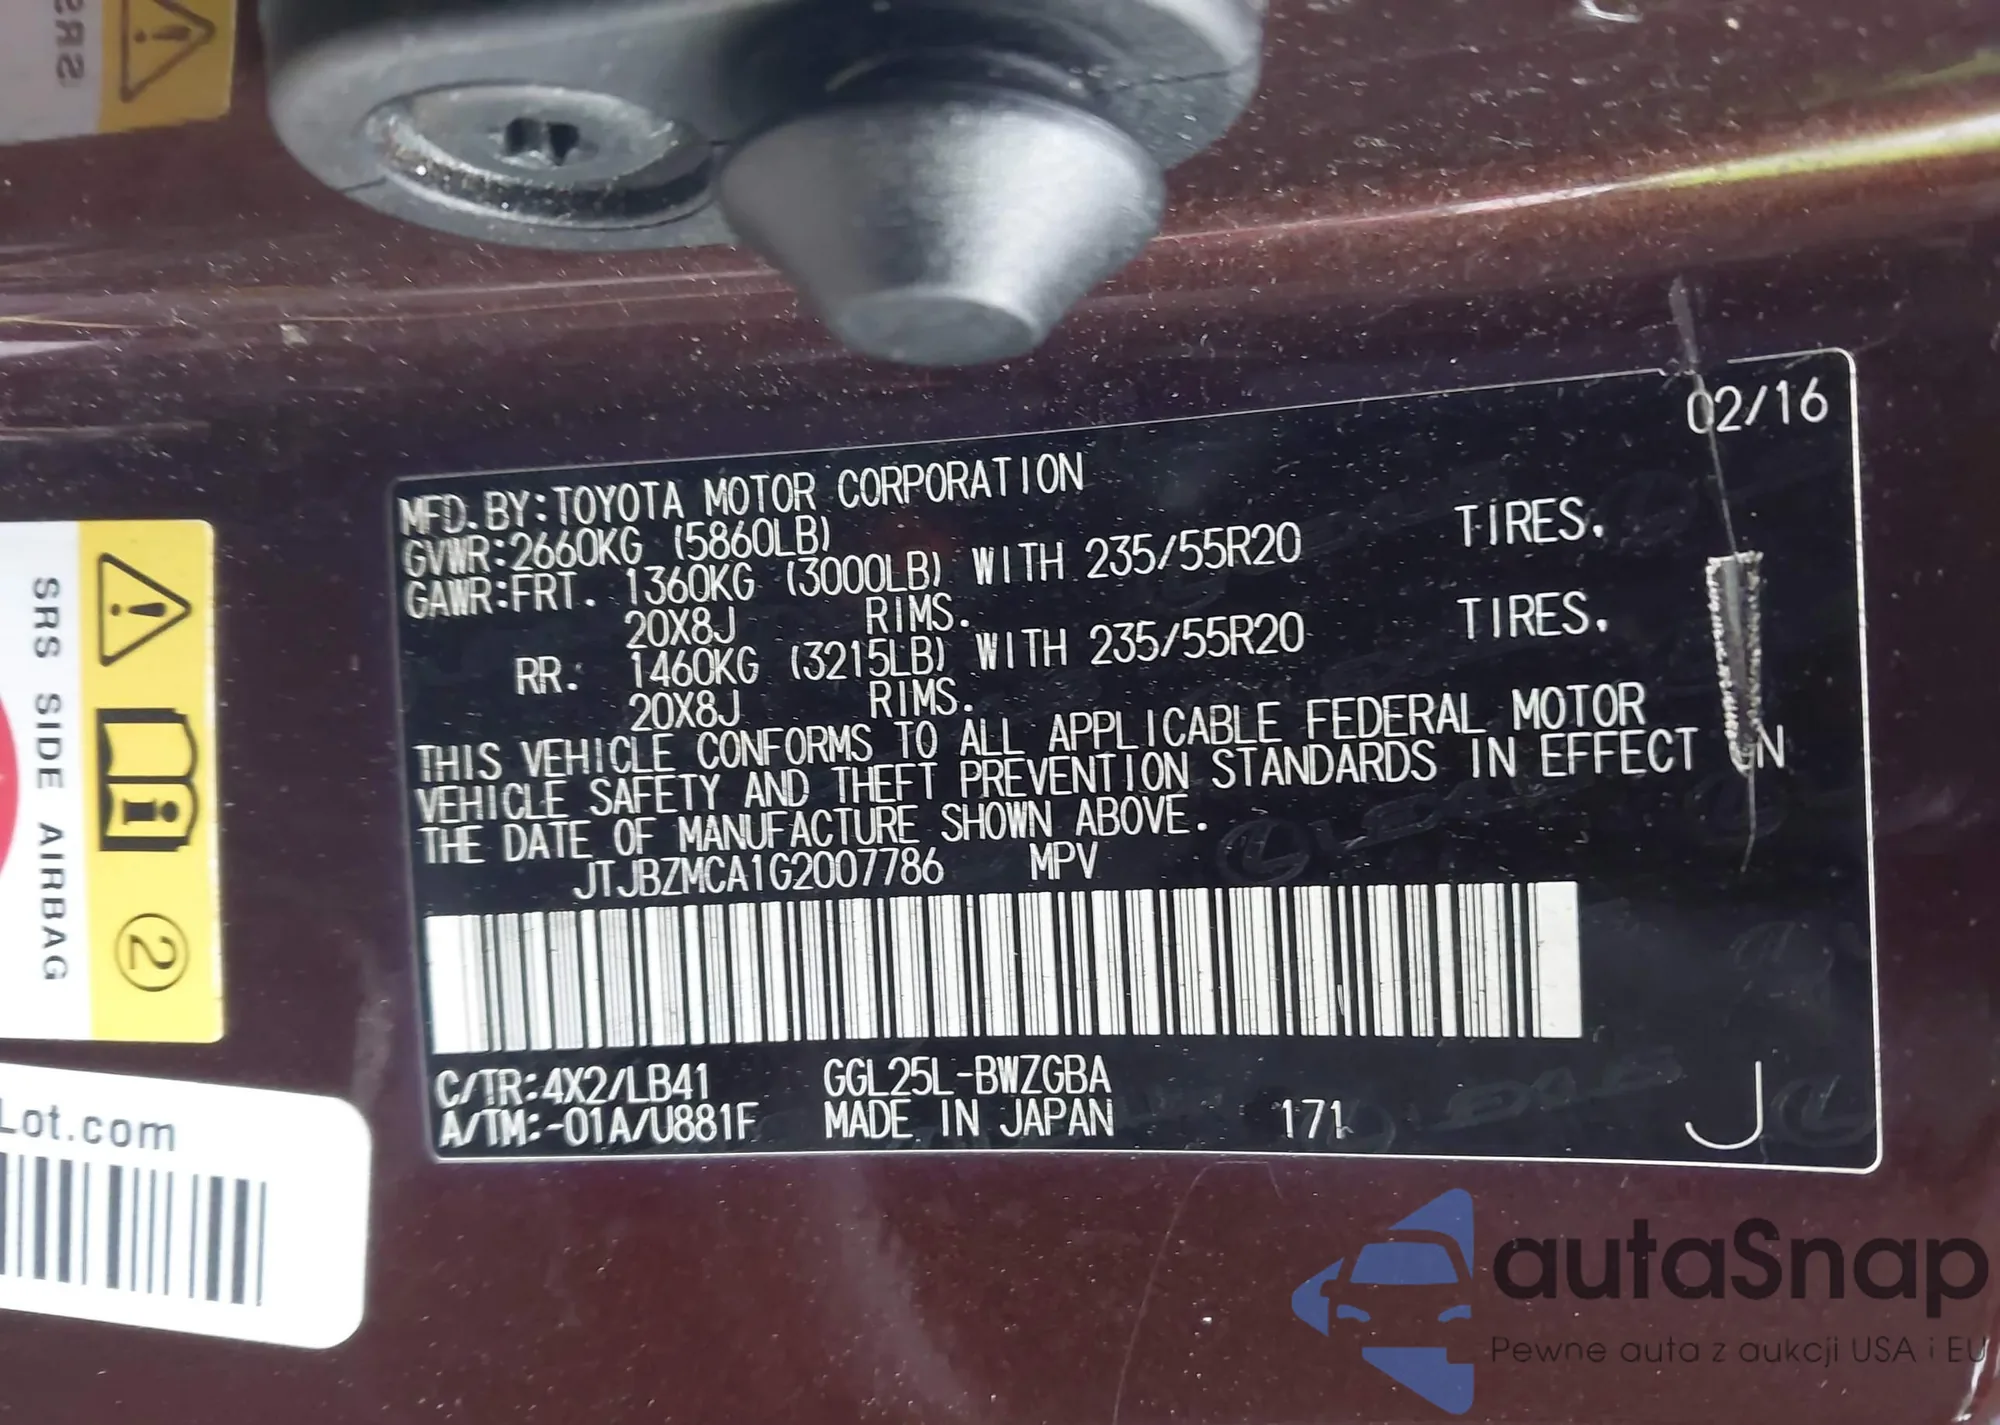 SRS
02/16
MFD. BY: TOYOTA MOTOR CORPORATION
GVWR: 2660KG (5860LB)
GAWR: FRT. 1360KG (3000LB) WITH 235/55R20 TIRES,
20X8J RIMS.
RR: 1460KG (3215LB) WITH 235/55R20 TIRES,
20X8J RIMS.
THIS VEHICLE CONFORMS TO ALL APPLICABLE FEDERAL MOTOR
VEHICLE SAFETY AND THEFT PREVENTION STANDARDS IN EFFECT ON
THE DATE OF MANUFACTURE SHOWN ABOVE.
JTJBZMCA1G2007786 MPV
C/TR: 4X2/LB41 GGL25L-BWZGBA
A/TM: -01A/U881F MADE IN JAPAN 171 J
SRS SIDE AIRBAG
2
Lot.com
LEXUS
autaSnap
Pewne auta z aukcji USA i EU